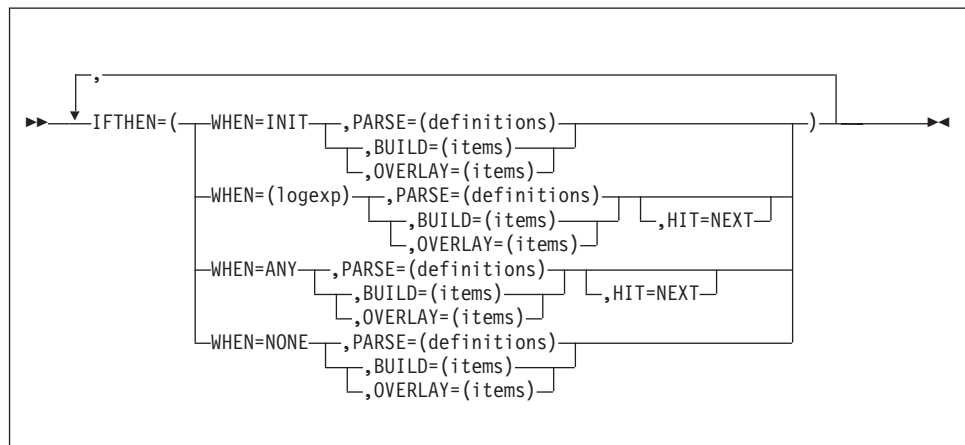 ,
IFTHEN=( WHEN=INIT ,PARSE=(definitions) )
,BUILD=(items)
,OVERLAY=(items)
WHEN=(logexp) ,PARSE=(definitions)
,BUILD=(items) ,HIT=NEXT
,OVERLAY=(items)
WHEN=ANY ,PARSE=(definitions)
,BUILD=(items) ,HIT=NEXT
,OVERLAY=(items)
WHEN=NONE ,PARSE=(definitions)
,BUILD=(items)
,OVERLAY=(items)